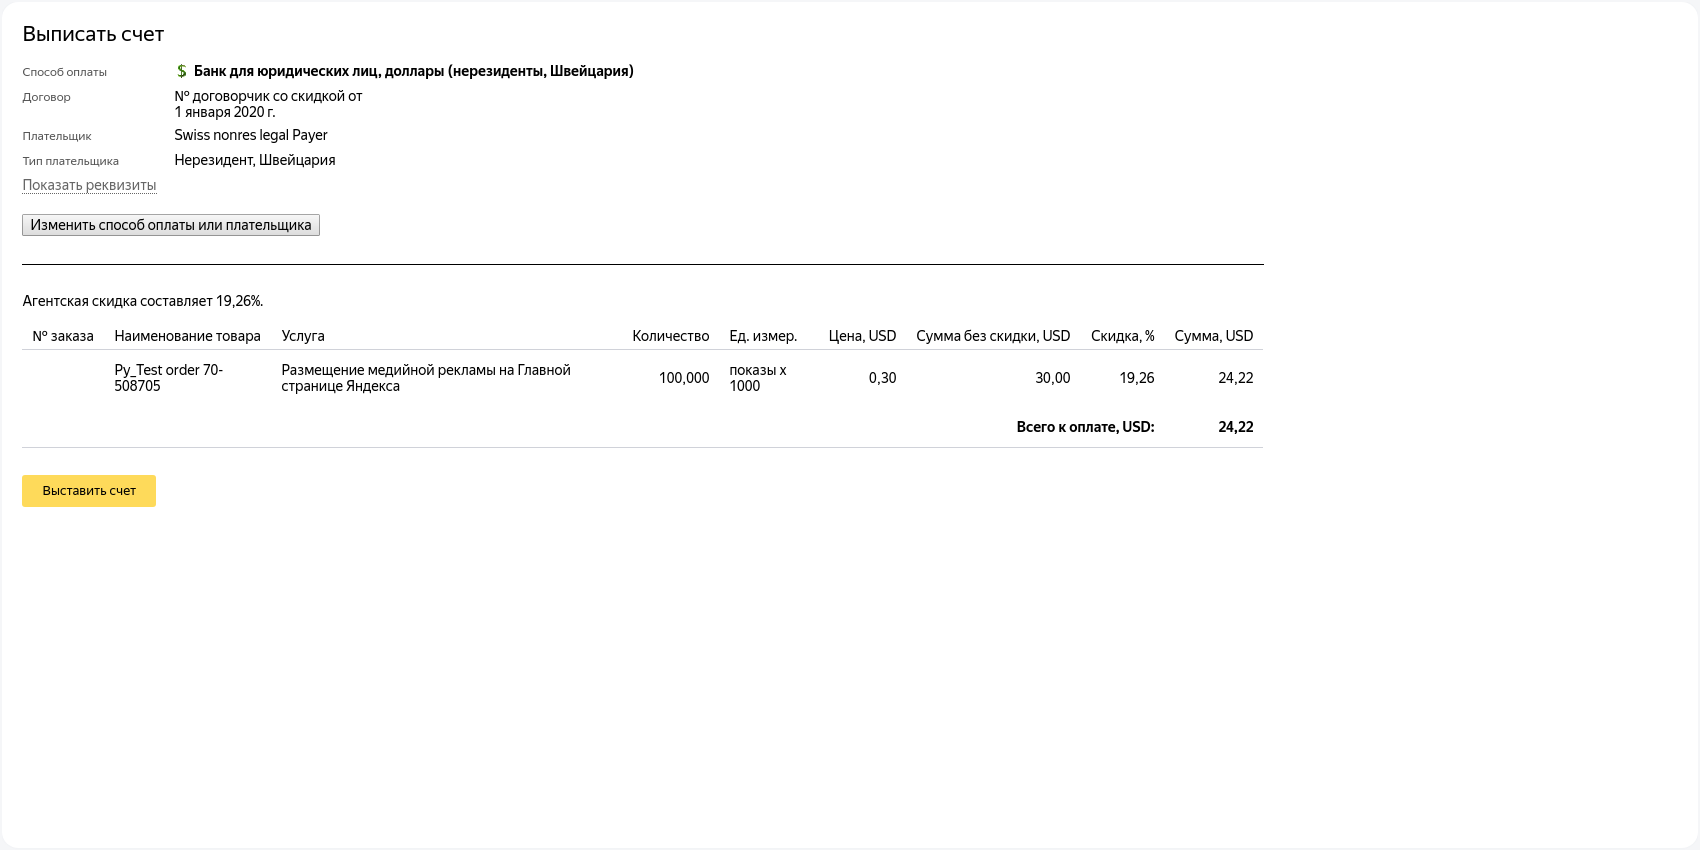 Выписать счет
Способ оплаты $ Банк для юридических лиц, доллары (нерезиденты, Швейцария)
Договор № договорчик со скидкой от
1 января 2020 г.
Плательщик Swiss nonres legal Payer
Тип плательщика Нерезидент, Швейцария
Показать реквизиты
Изменить способ оплаты или плательщика
Агентская скидка составляет 19,26%.
№ заказа Наименование товара Услуга Количество Ед. измер. Цена, USD Сумма без скидки, USD Скидка, % Сумма, USD
Py_Test order 70- Размещение медийной рекламы на Главной показы x
508705 странице Яндекса 100,000 1000 0,30 30,00 19,26 24,22
Всего к оплате, USD: 24,22
Выставить счет